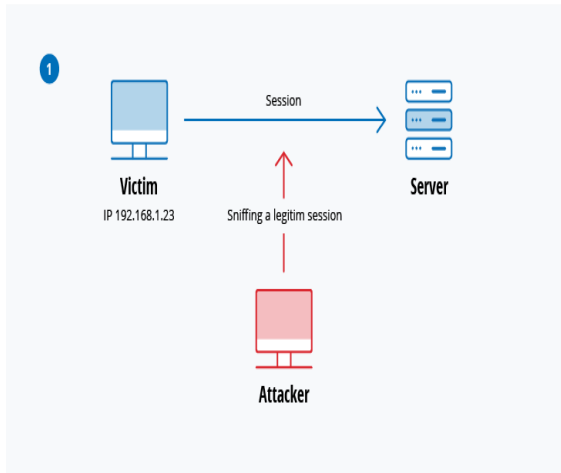 1
Session
Victim
IP 192.168.1.23
Server
Sniffing a legitim session
Attacker